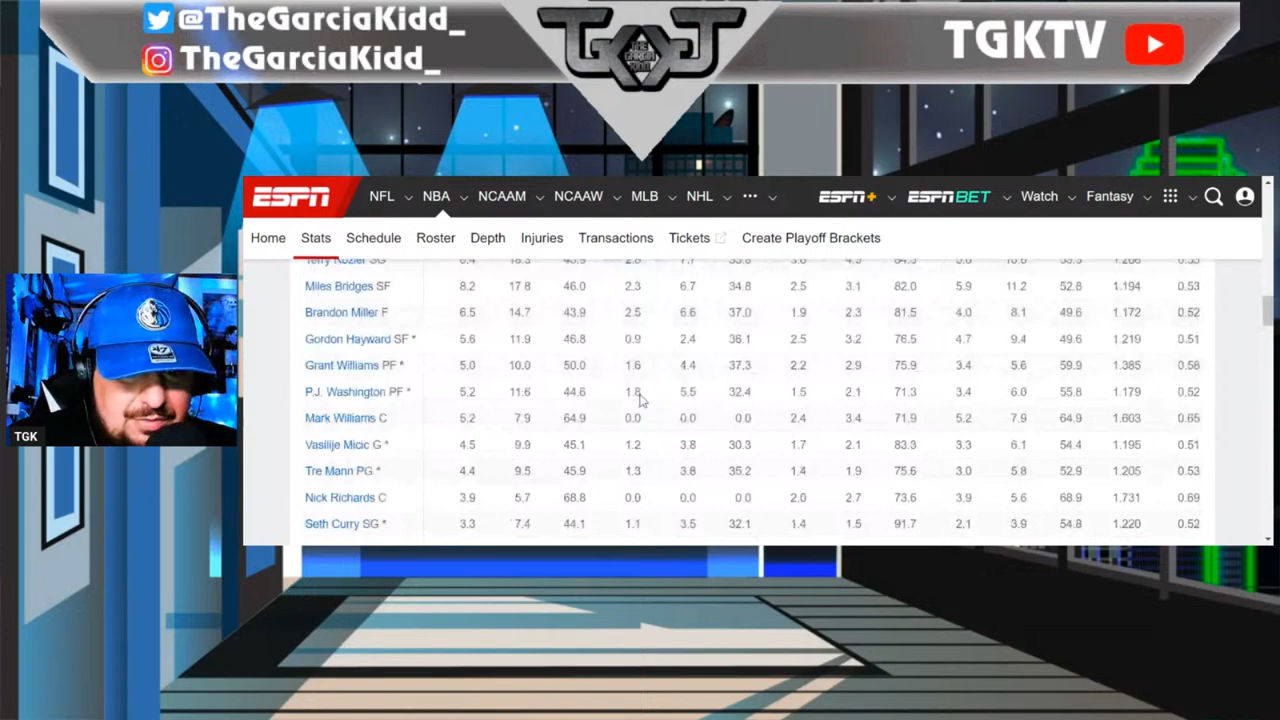 @TheGarciaKidd_
TGKTV
TheGarciaKidd_
TGK
THE
GARCIA
KIDD
ESPN NFL NBA NCAAM NCAAW MLB NHL ESPN+ ESPNBET Watch Fantasy
Home Stats Schedule Roster Depth Injuries Transactions Tickets Create Playoff Brackets
Terry Rozier SG
Miles Bridges SF 8.2 17.8 46.0 2.3 6.7 34.8 2.5 3.1 82.0 5.9 11.2 52.8 1.194 0.53
Brandon Miller F 6.5 14.7 43.9 2.5 6.6 37.0 1.9 2.3 81.5 4.0 8.1 49.6 1.172 0.52
Gordon Hayward SF * 5.6 11.9 46.8 0.9 2.4 36.1 2.5 3.2 76.5 4.7 9.4 49.6 1.219 0.51
Grant Williams PF * 5.0 10.0 50.0 1.6 4.4 37.3 2.2 2.9 75.9 3.4 5.6 59.9 1.385 0.58
P.J. Washington PF * 5.2 11.6 44.6 1.8 5.5 32.4 1.5 2.1 71.3 3.4 6.0 55.8 1.179 0.52
Mark Williams C 5.2 7.9 64.9 0.0 0.0 0.0 2.4 3.4 71.9 5.2 7.9 64.9 1.603 0.65
Vasilije Micic G * 4.5 9.9 45.1 1.2 3.8 30.3 1.7 2.1 83.3 3.3 6.1 54.4 1.195 0.51
Tre Mann PG * 4.4 9.5 45.9 1.3 3.8 35.2 1.4 1.9 75.6 3.0 5.8 52.9 1.205 0.53
Nick Richards C 3.9 5.7 68.8 0.0 0.0 0.0 2.0 2.7 73.6 3.9 5.6 68.9 1.731 0.69
Seth Curry SG * 3.3 7.4 44.1 1.1 3.5 32.1 1.4 1.5 91.7 2.1 3.9 54.8 1.220 0.52
'47
TGK